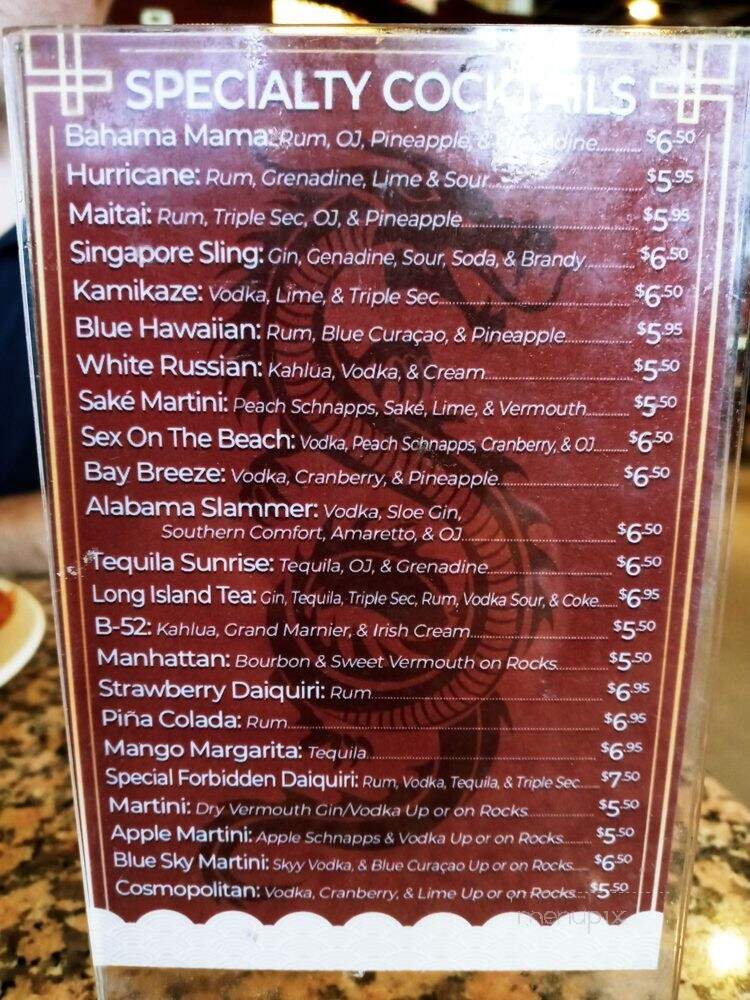 SPECIALTY COCKTAILS
Bahama Mama: Rum, OJ, Pineapple, & Grenadine $6.50
Hurricane: Rum, Grenadine, Lime & Sour $5.95
Maitai: Rum, Triple Sec, OJ, & Pineapple $5.95
Singapore Sling: Gin, Genadine, Sour, Soda, & Brandy $6.50
Kamikaze: Vodka, Lime, & Triple Sec $6.50
Blue Hawaiian: Rum, Blue Curaçao, & Pineapple $5.95
White Russian: Kahlua, Vodka, & Cream $5.50
Saké Martini: Peach Schnapps, Saké, Lime, & Vermouth $5.50
Sex On The Beach: Vodka, Peach Schnapps, Cranberry, & OJ $6.50
Bay Breeze: Vodka, Cranberry, & Pineapple $6.50
Alabama Slammer: Vodka, Sloe Gin,
Southern Comfort, Amaretto, & OJ $6.50
Tequila Sunrise: Tequila, OJ, & Grenadine $6.50
Long Island Tea: Gin, Tequila, Triple Sec, Rum, Vodka Sour, & Coke $6.95
B-52: Kahlua, Grand Marnier, & Irish Cream $5.50
Manhattan: Bourbon & Sweet Vermouth on Rocks $5.50
Strawberry Daiquiri: Rum $6.95
Piña Colada: Rum $6.95
Mango Margarita: Tequila $6.95
Special Forbidden Daiquiri: Rum, Vodka, Tequila, & Triple Sec $7.50
Martini: Dry Vermouth Gin/Vodka Up or on Rocks $5.50
Apple Martini: Apple Schnapps & Vodka Up or on Rocks $5.50
Blue Sky Martini: Skyy Vodka, & Blue Curaçao Up or on Rocks $6.50
Cosmopolitan: Vodka, Cranberry, & Lime Up or on Rocks $5.50
menupix